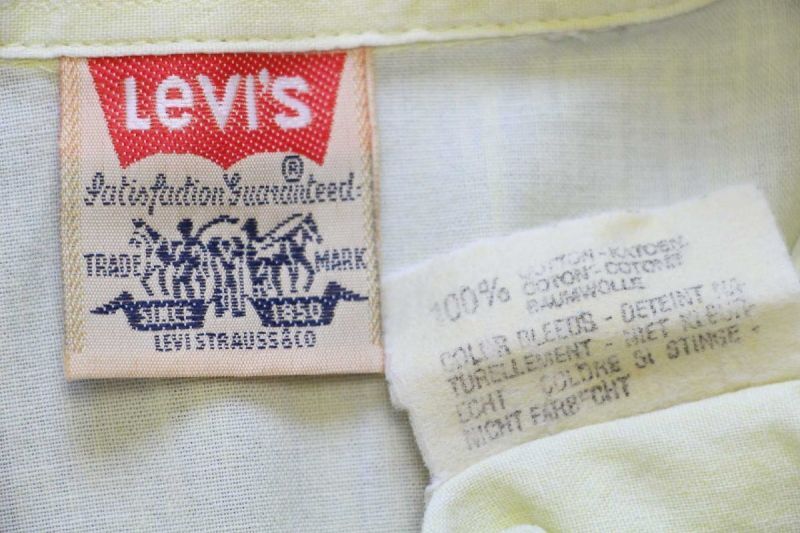 LEVI'S
®
Satisfaction Guaranteed
TRADE MARK
SINCE 1850
LEVI STRAUSS & CO
100% COTTON - KATOEN
COTON - COTONE
BAUMWOLLE
COLOR BLEEDS - DETEINT NA-
TURELLEMENT - NIET KLEUR-
ECHT - COLORE SI STINGE -
NICHT FARBECHT